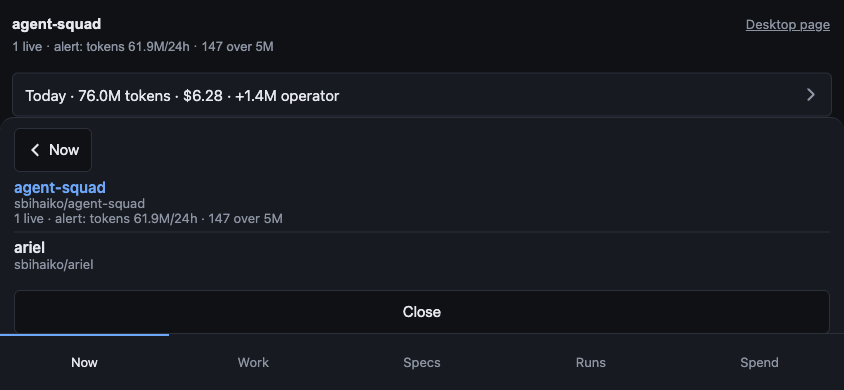 agent-squad
Desktop page
1 live · alert: tokens 61.9M/24h · 147 over 5M
Today · 76.0M tokens · $6.28 · +1.4M operator
Now
agent-squad
sbihaiko/agent-squad
1 live · alert: tokens 61.9M/24h · 147 over 5M
ariel
sbihaiko/ariel
Close
Now
Work
Specs
Runs
Spend